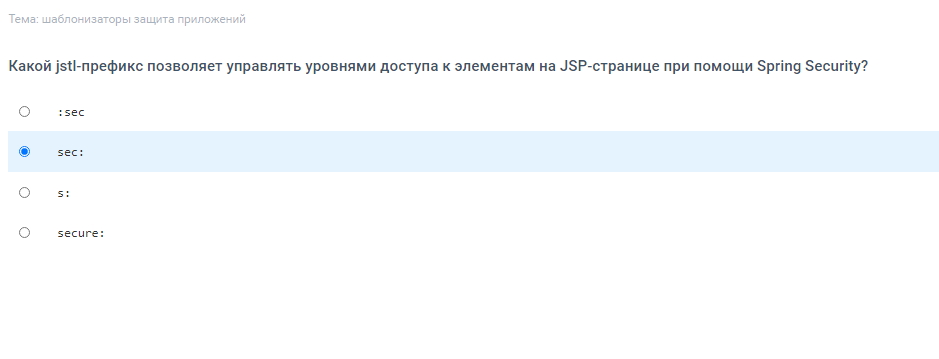 Тема: шаблонизаторы защита приложений
Какой jstl-префикс позволяет управлять уровнями доступа к элементам на JSP-странице при помощи Spring Security?
:sec
sec:
s:
secure: